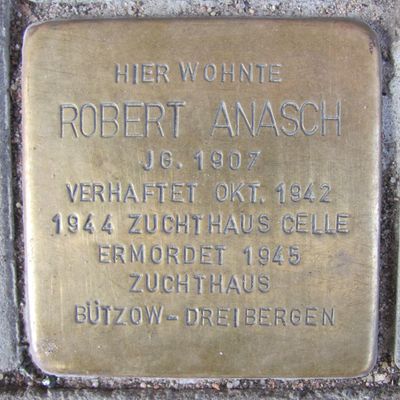 HIER WOHNTE
ROBERT ANASCH
JG. 1907
VERHAFTET OKT. 1942
1944 ZUCHTHAUS CELLE
ERMORDET 1945
ZUCHTHAUS
BÜTZOW-DREIBERGEN